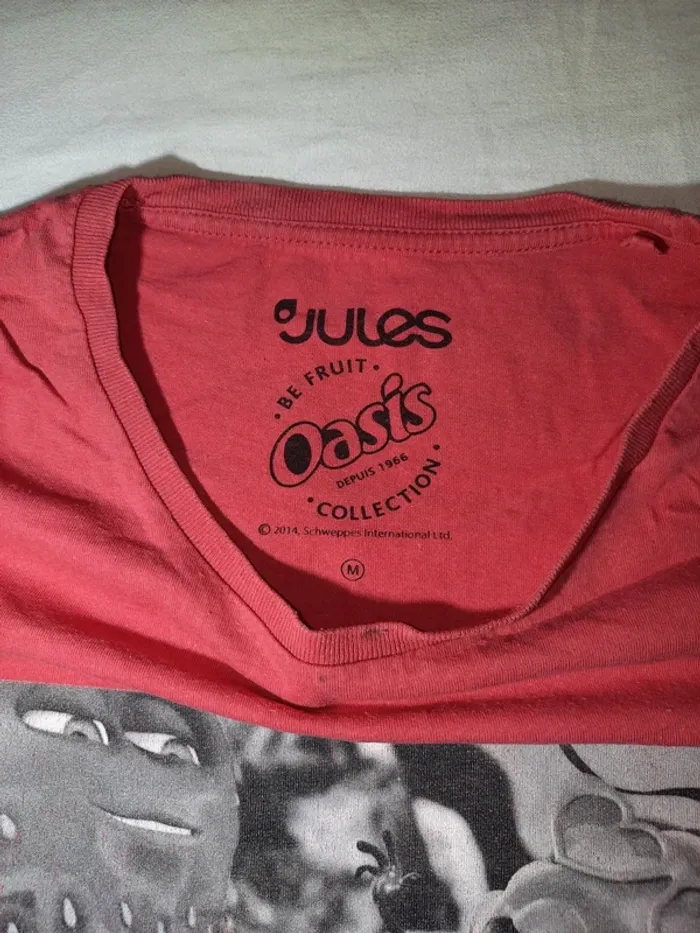 JULES
• BE FRUIT •
Oasis
DEPUIS 1966
• COLLECTION •
© 2014, Schweppes International Ltd.
M